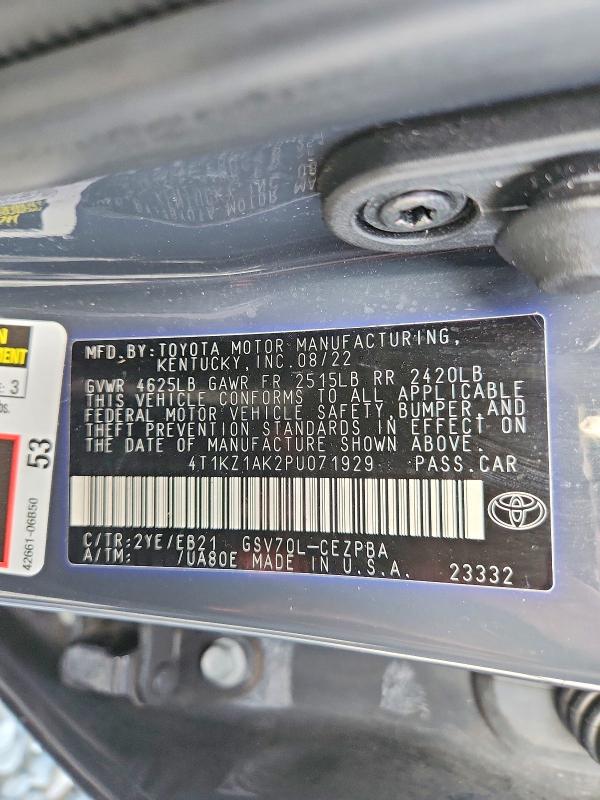 MFD.BY:TOYOTA MOTOR MANUFACTURING,
KENTUCKY, INC. 08/22
GVWR 4625LB GAWR FR 2515LB RR 2420LB
THIS VEHICLE CONFORMS TO ALL APPLICABLE
FEDERAL MOTOR VEHICLE SAFETY, BUMPER, AND
THEFT PREVENTION STANDARDS IN EFFECT ON
THE DATE OF MANUFACTURE SHOWN ABOVE.
4T1KZ1AK2PU071929 PASS.CAR
C/TR:2YE/EB21 GSV70L-CEZPBA
A/TM: /UA80E MADE IN U.S.A. 23332
: 3
53
42661-06B50